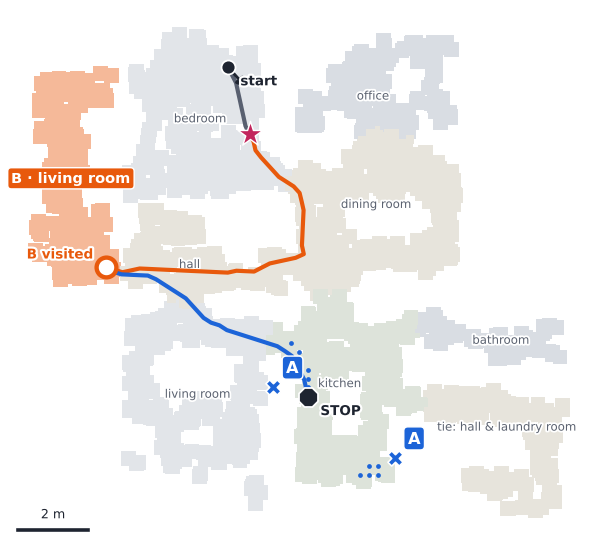 start
office
bedroom
B · living room
dining room
B visited
hall
bathroom
A
kitchen
living room
STOP
A
tie: hall & laundry room
2 m